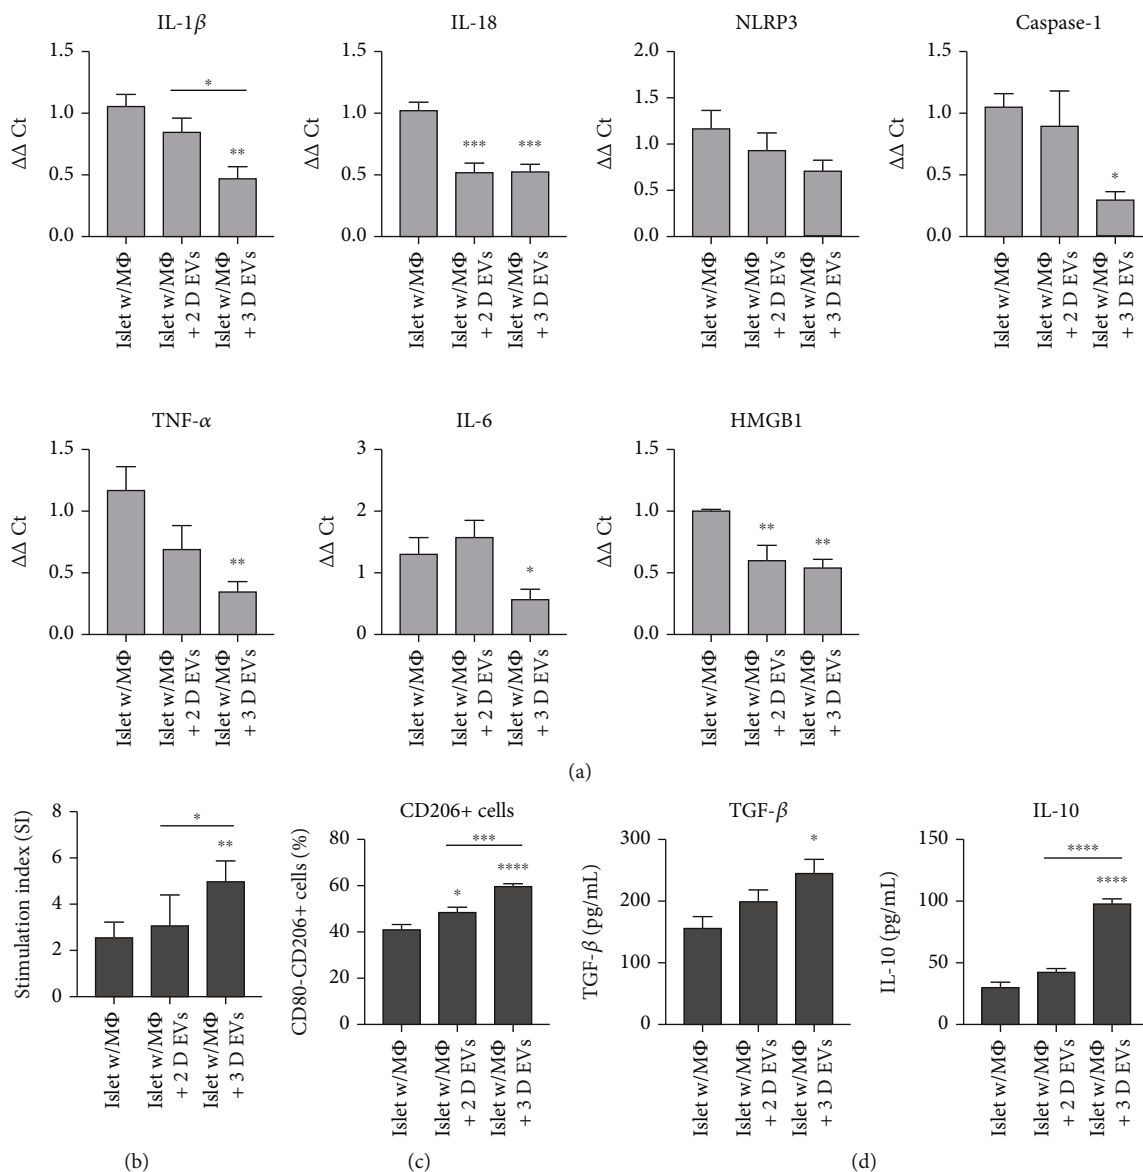 IL-1β
ΔΔ Ct
1.5
1.0
0.5
0.0
*
**
Islet w/MΦ
Islet w/MΦ
+ 2 D EVs
Islet w/MΦ
+ 3 D EVs
IL-18
ΔΔ Ct
1.5
1.0
0.5
0.0
***
***
Islet w/MΦ
Islet w/MΦ
+ 2 D EVs
Islet w/MΦ
+ 3 D EVs
NLRP3
ΔΔ Ct
2.0
1.5
1.0
0.5
0.0
Islet w/MΦ
Islet w/MΦ
+ 2 D EVs
Islet w/MΦ
+ 3 D EVs
Caspase-1
ΔΔ Ct
1.5
1.0
0.5
0.0
*
Islet w/MΦ
Islet w/MΦ
+ 2 D EVs
Islet w/MΦ
+ 3 D EVs
TNF-α
ΔΔ Ct
1.5
1.0
0.5
0.0
**
Islet w/MΦ
Islet w/MΦ
+ 2 D EVs
Islet w/MΦ
+ 3 D EVs
IL-6
ΔΔ Ct
3
2
1
0
*
Islet w/MΦ
Islet w/MΦ
+ 2 D EVs
Islet w/MΦ
+ 3 D EVs
HMGB1
ΔΔ Ct
1.5
1.0
0.5
0.0
**
**
Islet w/MΦ
Islet w/MΦ
+ 2 D EVs
Islet w/MΦ
+ 3 D EVs
(a)
Stimulation index (SI)
8
6
4
2
0
*
**
Islet w/MΦ
Islet w/MΦ
+ 2 D EVs
Islet w/MΦ
+ 3 D EVs
(b)
CD206+ cells
CD80-CD206+ cells (%)
80
60
40
20
0
***
*
****
Islet w/MΦ
Islet w/MΦ
+ 2 D EVs
Islet w/MΦ
+ 3 D EVs
(c)
TGF-β
TGF-β (pg/mL)
300
250
200
150
100
50
0
*
Islet w/MΦ
Islet w/MΦ
+ 2 D EVs
Islet w/MΦ
+ 3 D EVs
IL-10
IL-10 (pg/mL)
150
100
50
0
****
****
Islet w/MΦ
Islet w/MΦ
+ 2 D EVs
Islet w/MΦ
+ 3 D EVs
(d)